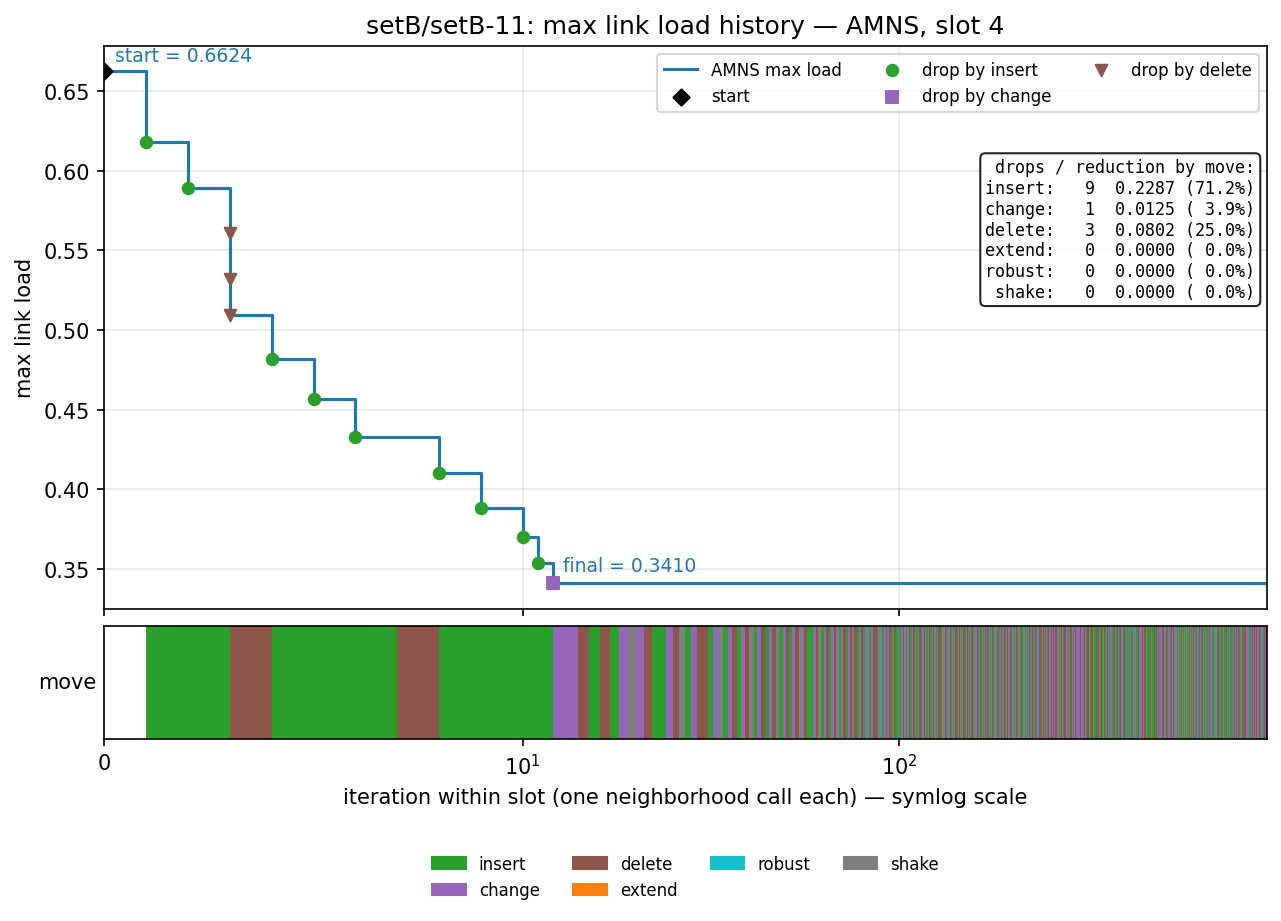 setB/setB-11: max link load history — AMNS, slot 4
start = 0.6624
AMNS max load
start
drop by insert
drop by change
drop by delete
drops / reduction by move:
insert: 9 0.2287 (71.2%)
change: 1 0.0125 ( 3.9%)
delete: 3 0.0802 (25.0%)
extend: 0 0.0000 ( 0.0%)
robust: 0 0.0000 ( 0.0%)
shake: 0 0.0000 ( 0.0%)
max link load
0.65
0.60
0.55
0.50
0.45
0.40
0.35
final = 0.3410
move
0
10¹
10²
iteration within slot (one neighborhood call each) — symlog scale
insert
change
delete
extend
robust
shake